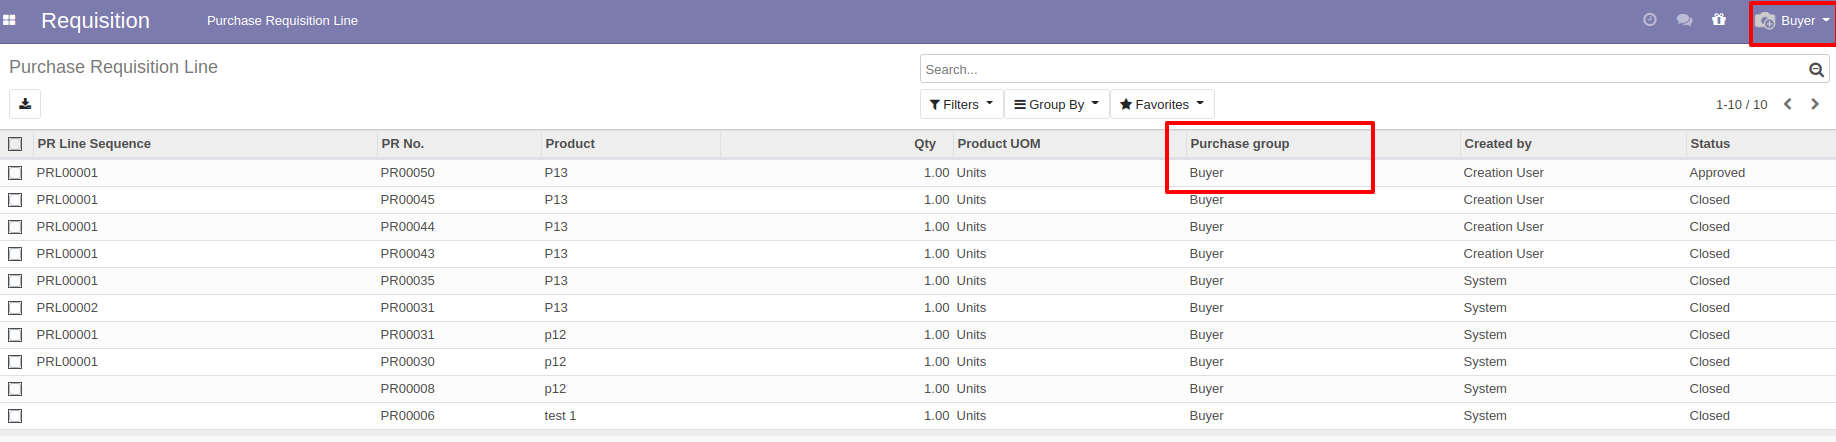 Requisition Purchase Requisition Line Buyer
Purchase Requisition Line Search...
Filters Group By Favorites 1-10 / 10
PR Line Sequence PR No. Product Qty Product UOM Purchase group Created by Status
PRL00001 PR00050 P13 1.00 Units Buyer Creation User Approved
PRL00001 PR00045 P13 1.00 Units Buyer Creation User Closed
PRL00001 PR00044 P13 1.00 Units Buyer Creation User Closed
PRL00001 PR00043 P13 1.00 Units Buyer Creation User Closed
PRL00001 PR00035 P13 1.00 Units Buyer System Closed
PRL00002 PR00031 P13 1.00 Units Buyer System Closed
PRL00001 PR00031 p12 1.00 Units Buyer System Closed
PRL00001 PR00030 p12 1.00 Units Buyer System Closed
PR00008 p12 1.00 Units Buyer System Closed
PR00006 test 1 1.00 Units Buyer System Closed